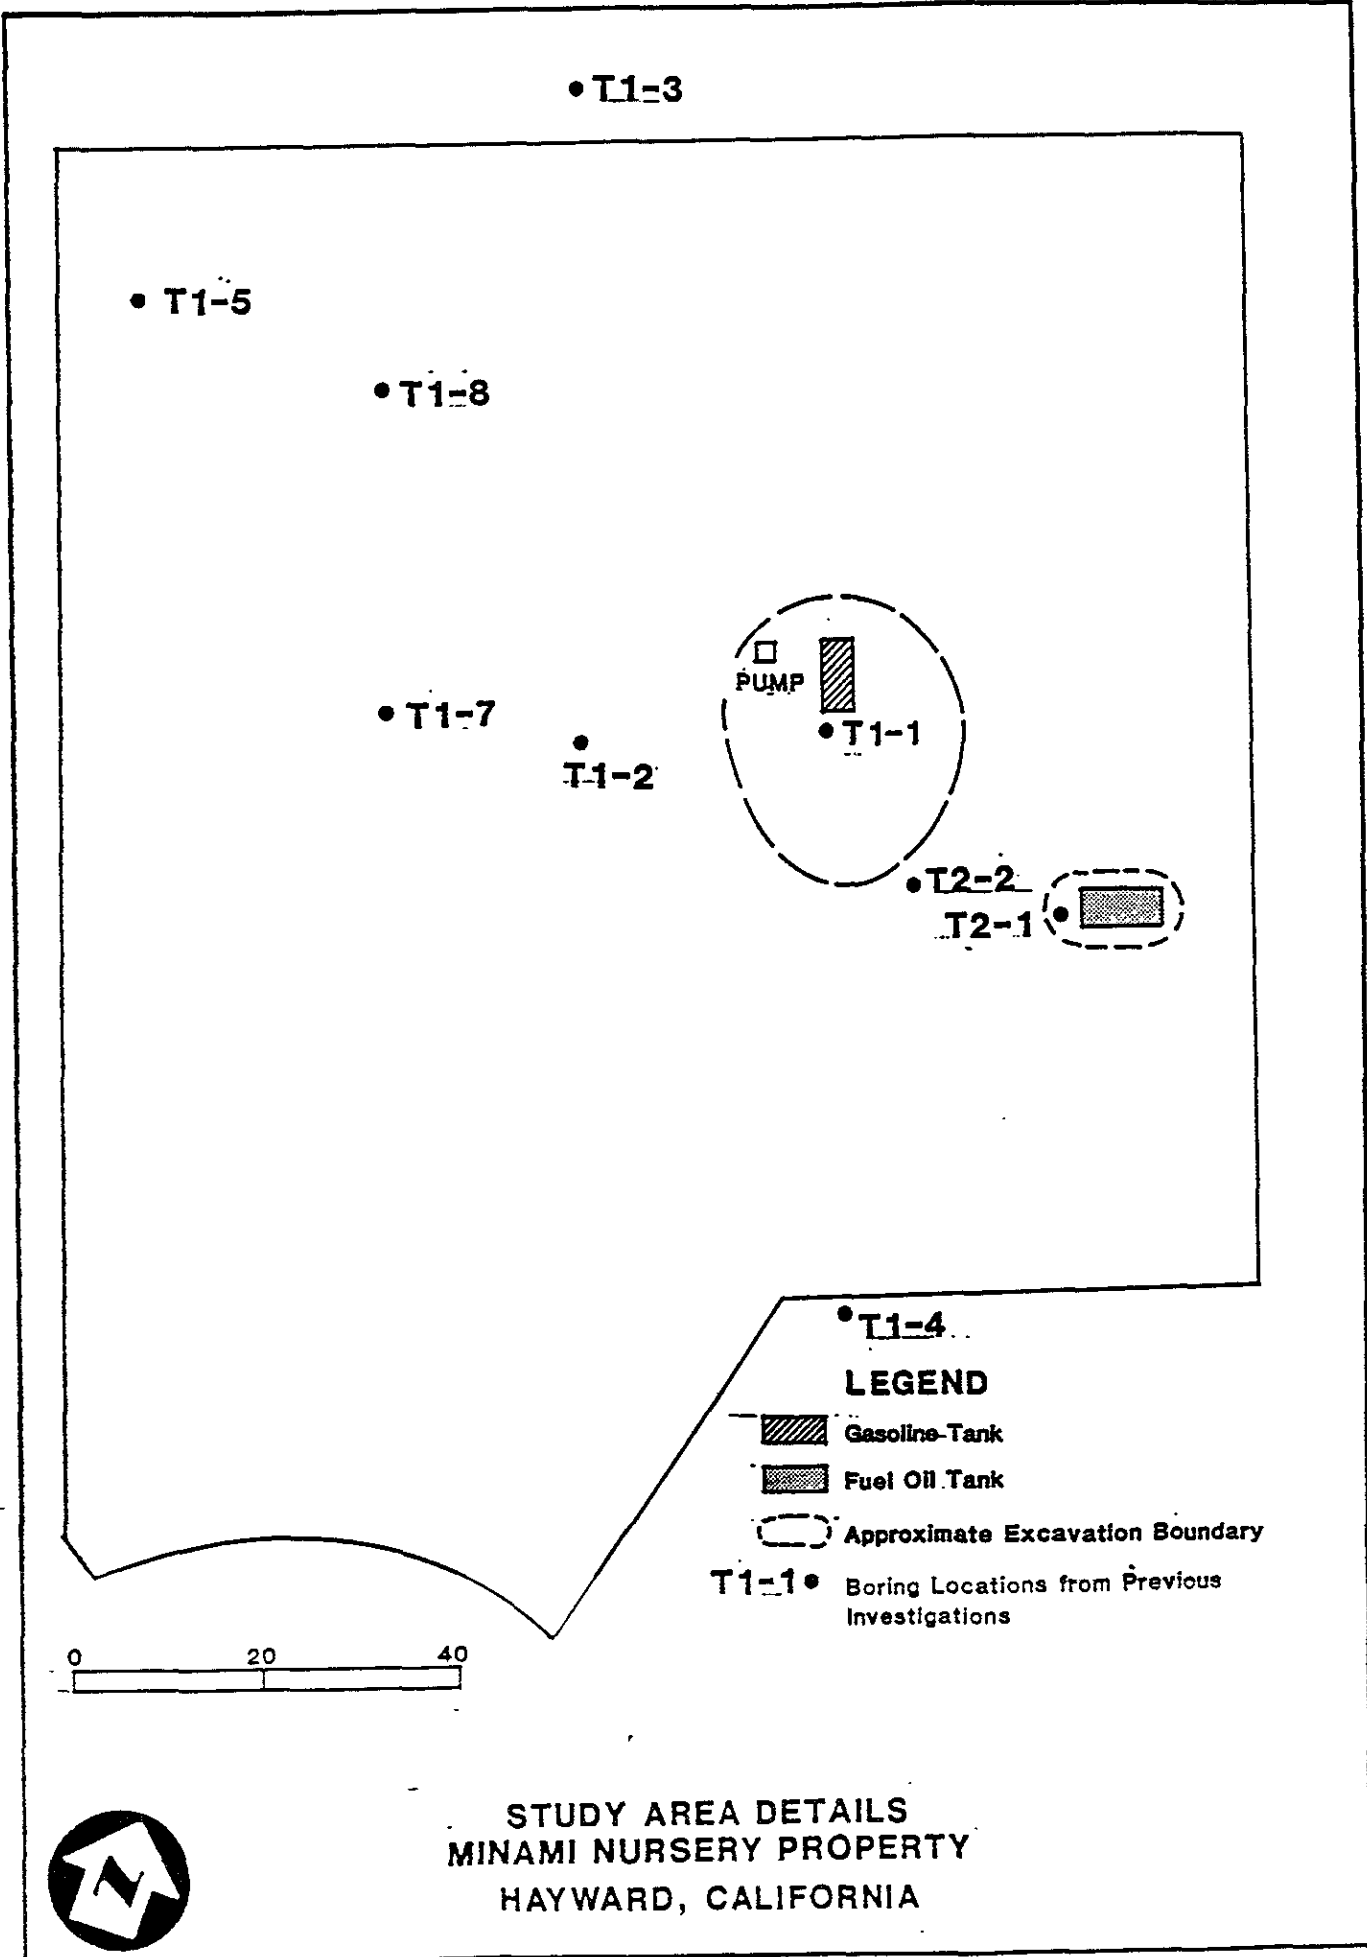 T1-3
T1-5
T1-8
PUMP
T1-7
T1-1
T1-2
T2-2
T2-1
T1-4
LEGEND
Gasoline Tank
Fuel Oil Tank
Approximate Excavation Boundary
T1-1 Boring Locations from Previous
Investigations
0 20 40
N
STUDY AREA DETAILS
MINAMI NURSERY PROPERTY
HAYWARD, CALIFORNIA